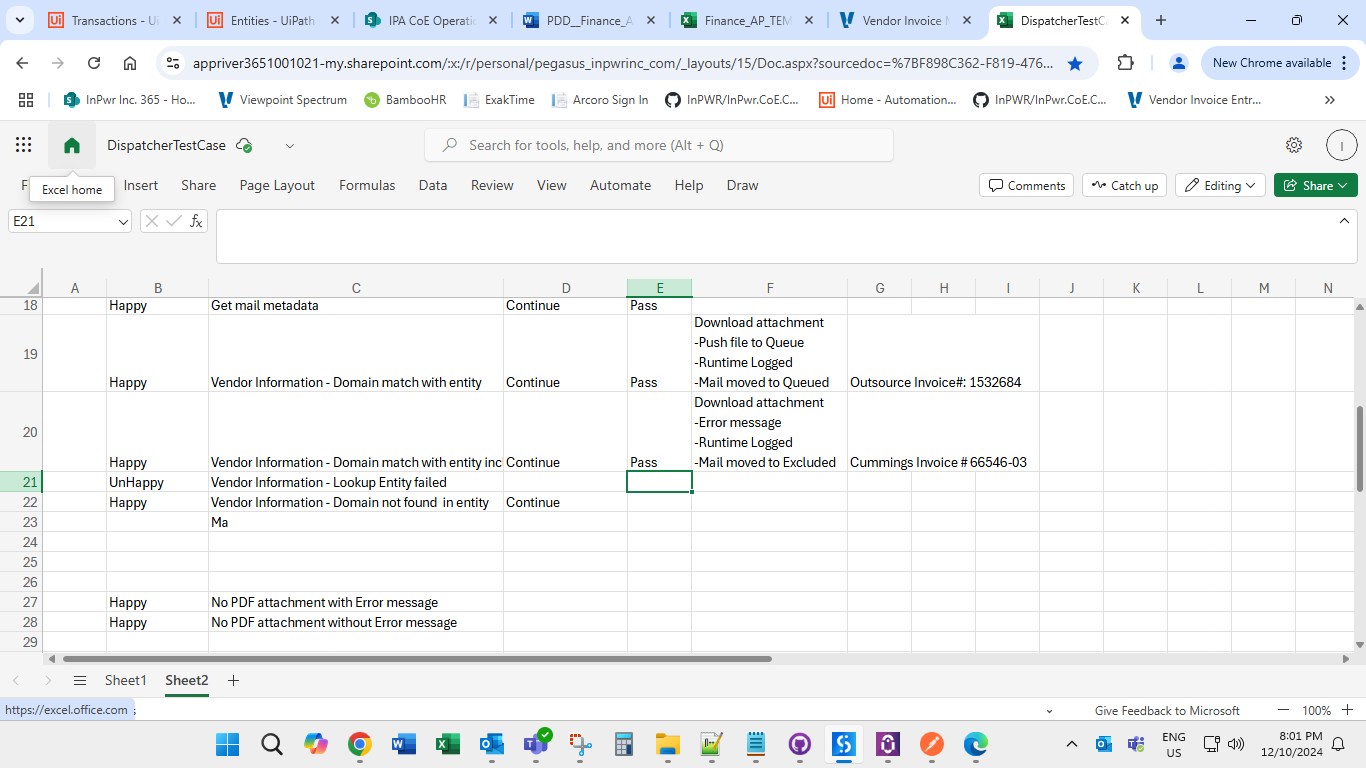 Transactions - Ui
Entities - UiPath
IPA CoE Operatic
PDD__Finance_A
Finance_AP_TEM
Vendor Invoice M
DispatcherTestCa
appriver3651001021-my.sharepoint.com/:x:/r/personal/pegasus_inpwrinc_com/_layouts/15/Doc.aspx?sourcedoc=%7BF898C362-F819-476...
New Chrome available
InPwr Inc. 365 - Ho...
Viewpoint Spectrum
BambooHR
ExakTime
Arcoro Sign In
InPWR/InPwr.CoE.C...
Home - Automation...
InPWR/InPwr.CoE.C...
Vendor Invoice Entr...
DispatcherTestCase
Search for tools, help, and more (Alt + Q)
I
F
Excel home
Insert
Share
Page Layout
Formulas
Data
Review
View
Automate
Help
Draw
Comments
Catch up
Editing
Share
E21
fx
A B C D E F G H I J K L M N
18 Happy Get mail metadata Continue Pass
Download attachment
-Push file to Queue
-Runtime Logged
19 Happy Vendor Information - Domain match with entity Continue Pass -Mail moved to Queued Outsource Invoice#: 1532684
Download attachment
-Error message
-Runtime Logged
20 Happy Vendor Information - Domain match with entity inc Continue Pass -Mail moved to Excluded Cummings Invoice # 66546-03
21 UnHappy Vendor Information - Lookup Entity failed
22 Happy Vendor Information - Domain not found  in entity Continue
23 Ma
24
25
26
27 Happy No PDF attachment with Error message
28 Happy No PDF attachment without Error message
29
Sheet1
Sheet2
https://excel.office.com
Give Feedback to Microsoft
100%
ENG
US
8:01 PM
12/10/2024